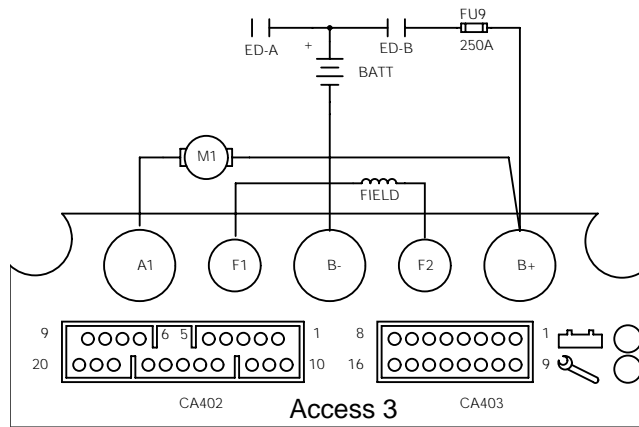 FU9
ED-A
+
ED-B
250A
BATT
M1
FIELD
A1
F1
B-
F2
B+
9
6
5
1
8
1
20
10
16
9
CA402
Access 3
CA403